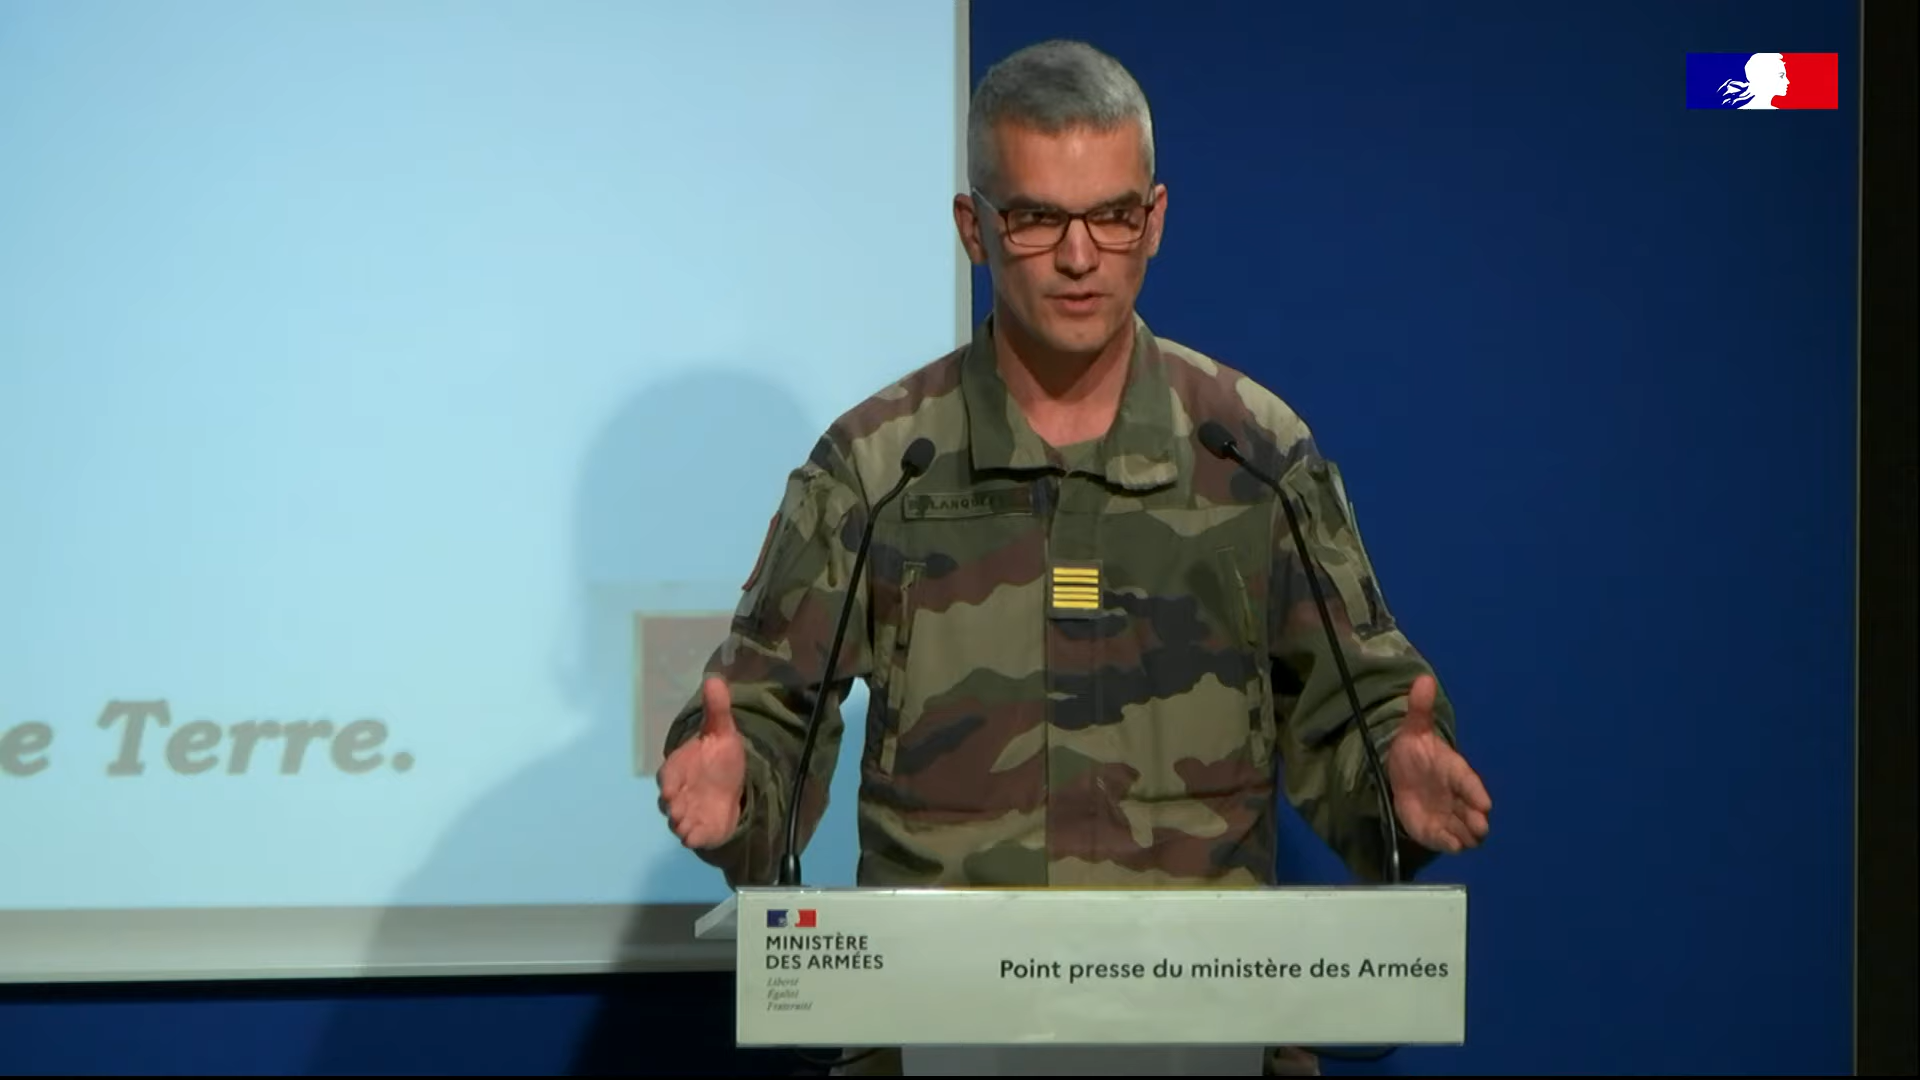 e Terre.
MINISTÈRE
DES ARMÉES
Liberté
Égalité
Fraternité
Point presse du ministère des Armées